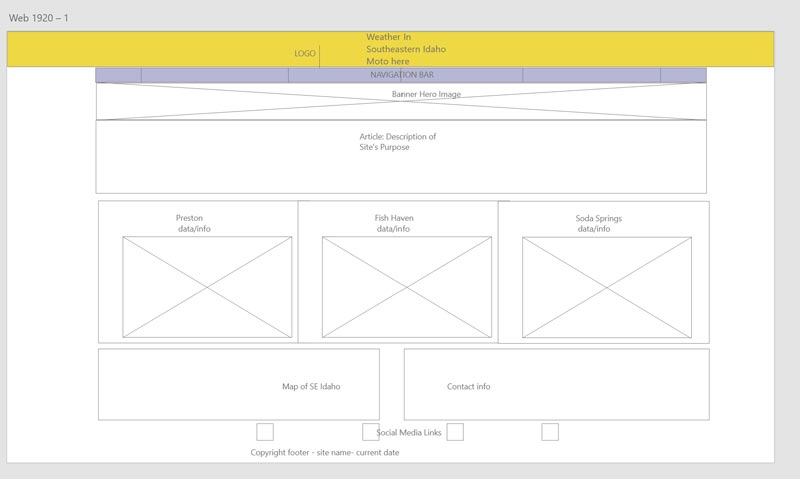 Web 1920 – 1
LOGO
Weather In
Southeastern Idaho
Moto here
NAVIGATION BAR
Banner Hero Image
Article: Description of
Site's Purpose
Preston
data/info
Fish Haven
data/info
Soda Springs
data/info
Map of SE Idaho
Contact info
Social Media Links
Copyright footer - site name- current date